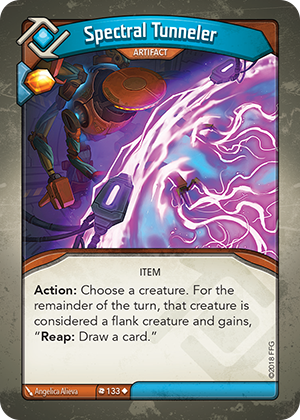 Spectral Tunneler
ARTIFACT
ITEM
Action: Choose a creature. For the
remainder of the turn, that creature is
considered a flank creature and gains,
“Reap: Draw a card.”
©2018 FFG
Angelica Alieva
133